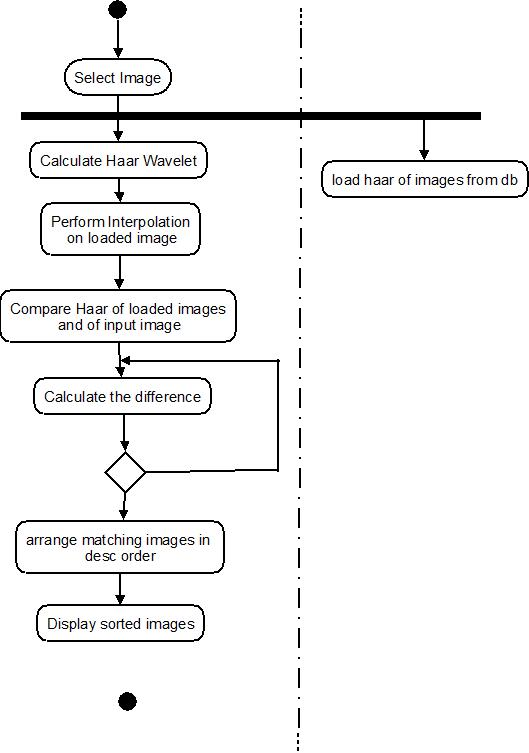 Select Image
Calculate Haar Wavelet
load haar of images from db
Perform Interpolation
on loaded image
Compare Haar of loaded images
and of input image
Calculate the difference
arrange matching images in
desc order
Display sorted images